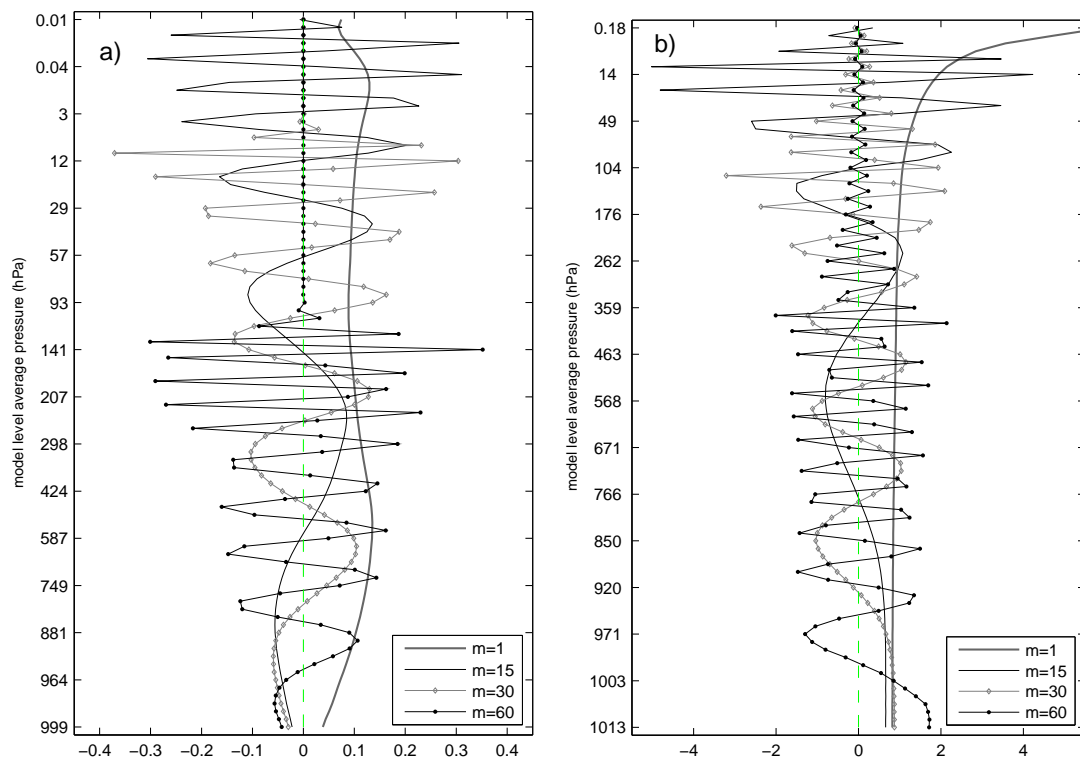 a)
model level average pressure (hPa)
0.01
0.04
3
12
29
57
93
141
207
298
424
587
749
881
964
999
−0.4 −0.3 −0.2 −0.1 0 0.1 0.2 0.3 0.4
m=1
m=15
m=30
m=60
b)
model level average pressure (hPa)
0.18
14
49
104
176
262
359
463
568
671
766
850
920
971
1003
1013
−4 −2 0 2 4
m=1
m=15
m=30
m=60